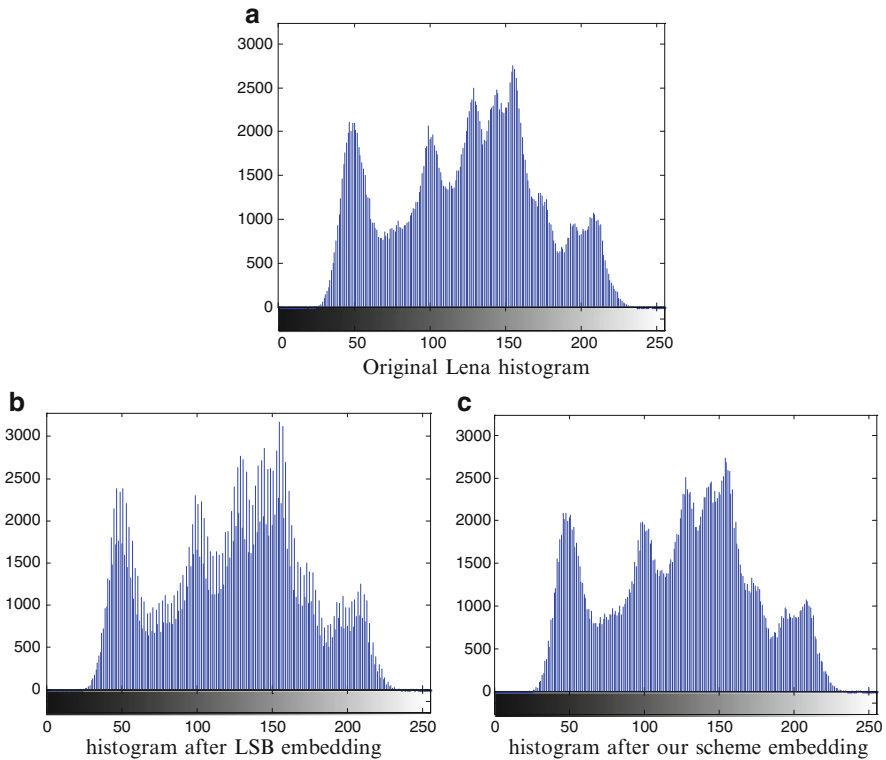 a
3000
2500
2000
1500
1000
500
0
0 50 100 150 200 250
Original Lena histogram
b
3000
2500
2000
1500
1000
500
0
0 50 100 150 200 250
histogram after LSB embedding
c
3000
2500
2000
1500
1000
500
0
0 50 100 150 200 250
histogram after our scheme embedding